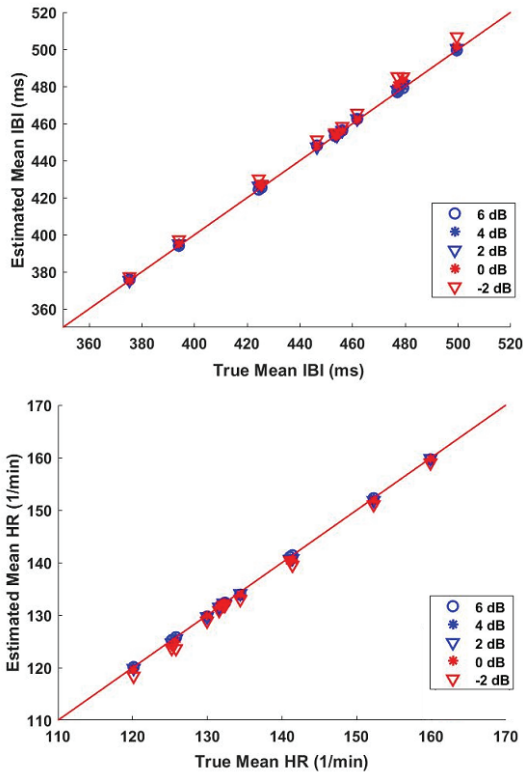 520
500
480
460
440
420
400
380
360
Estimated Mean IBI (ms)
6 dB
4 dB
2 dB
0 dB
-2 dB
360 380 400 420 440 460 480 500 520
True Mean IBI (ms)
170
160
150
140
130
120
110
Estimated Mean HR (1/min)
6 dB
4 dB
2 dB
0 dB
-2 dB
110 120 130 140 150 160 170
True Mean HR (1/min)